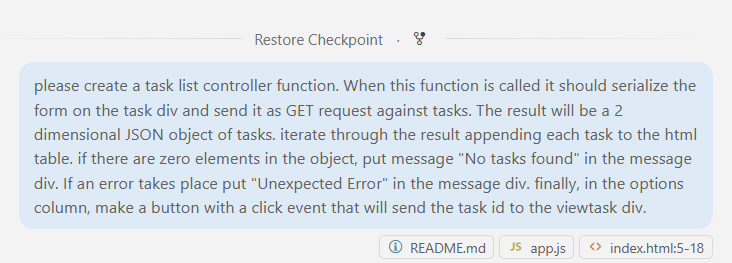 Restore Checkpoint ·
please create a task list controller function. When this function is called it should serialize the
form on the task div and send it as GET request against tasks. The result will be a 2
dimensional JSON object of tasks. iterate through the result appending each task to the html
table. if there are zero elements in the object, put message "No tasks found" in the message
div. If an error takes place put "Unexpected Error" in the message div. finally, in the options
column, make a button with a click event that will send the task id to the viewtask div.
README.md JS app.js <> index.html:5-18